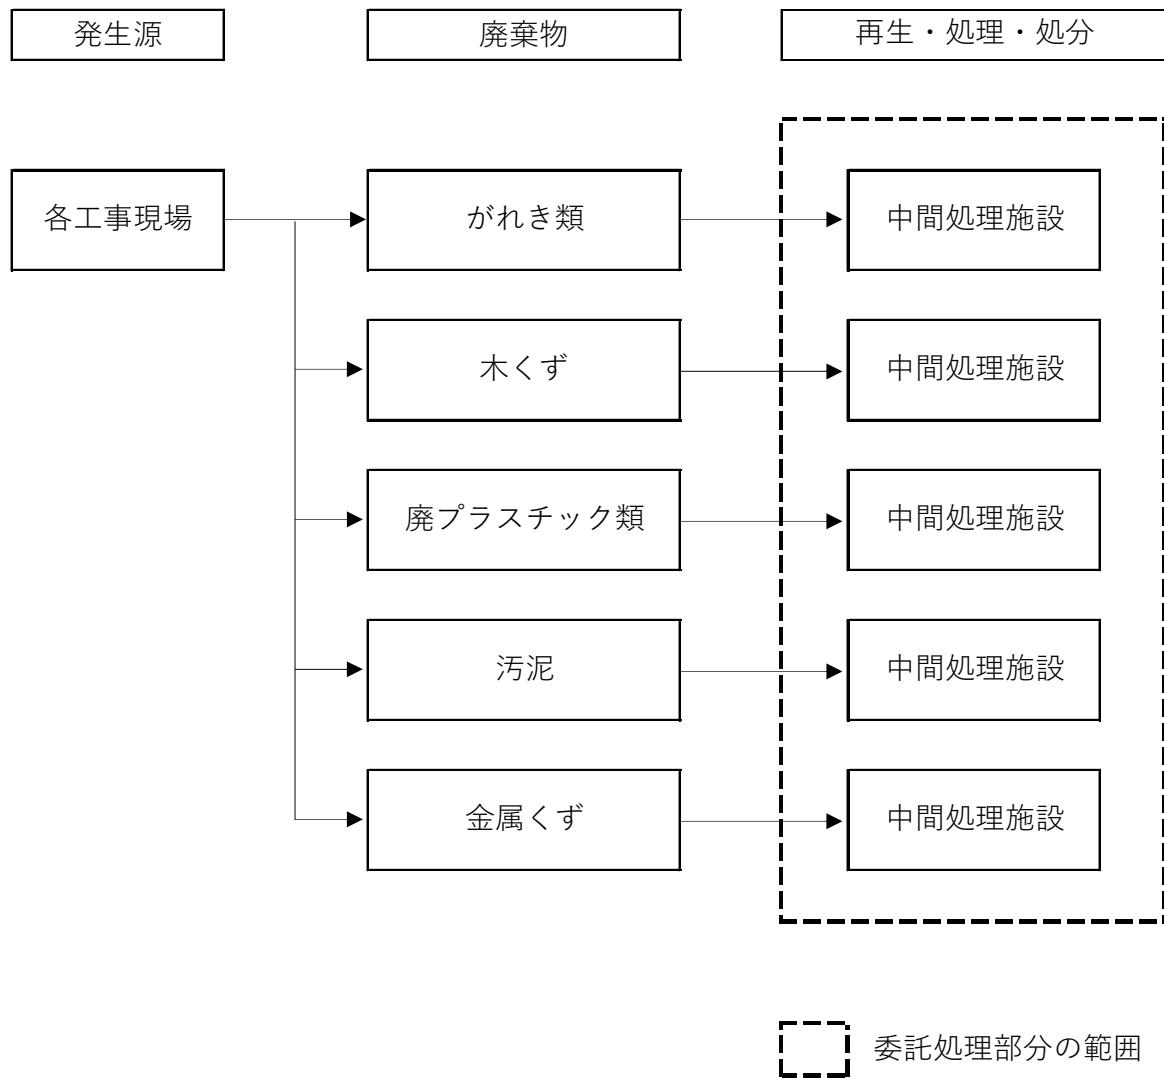 発生源
廃棄物
再生・処理・処分
各工事現場
がれき類
中間処理施設
木くず
中間処理施設
廃プラスチック類
中間処理施設
汚泥
中間処理施設
金属くず
中間処理施設
委託処理部分の範囲